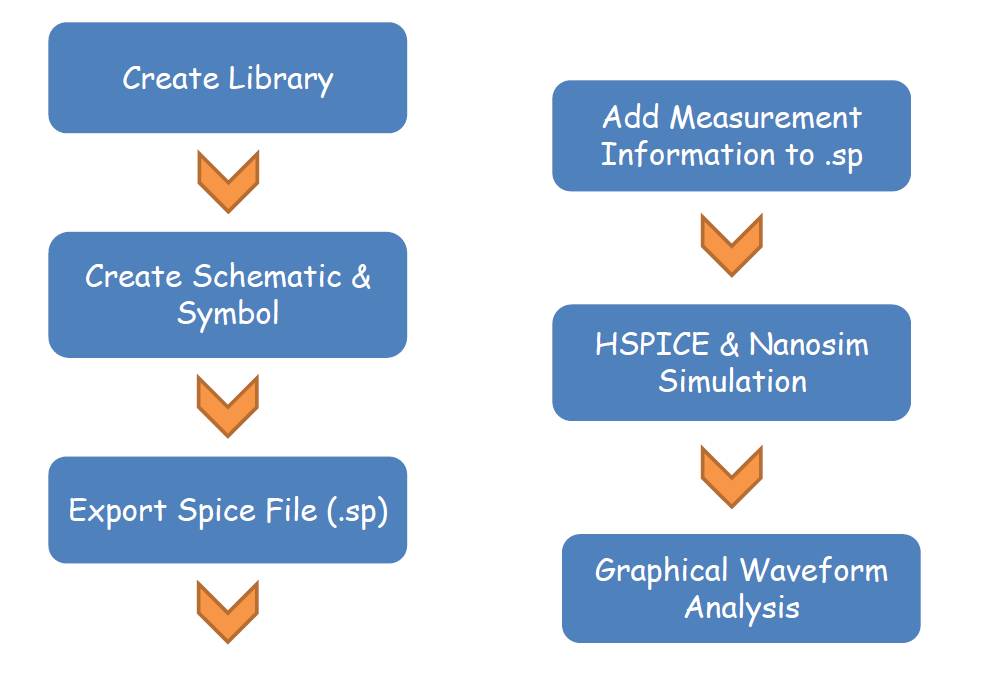 Create Library
Create Schematic &
Symbol
Export Spice File (.sp)
Add Measurement
Information to .sp
HSPICE & Nanosim
Simulation
Graphical Waveform
Analysis